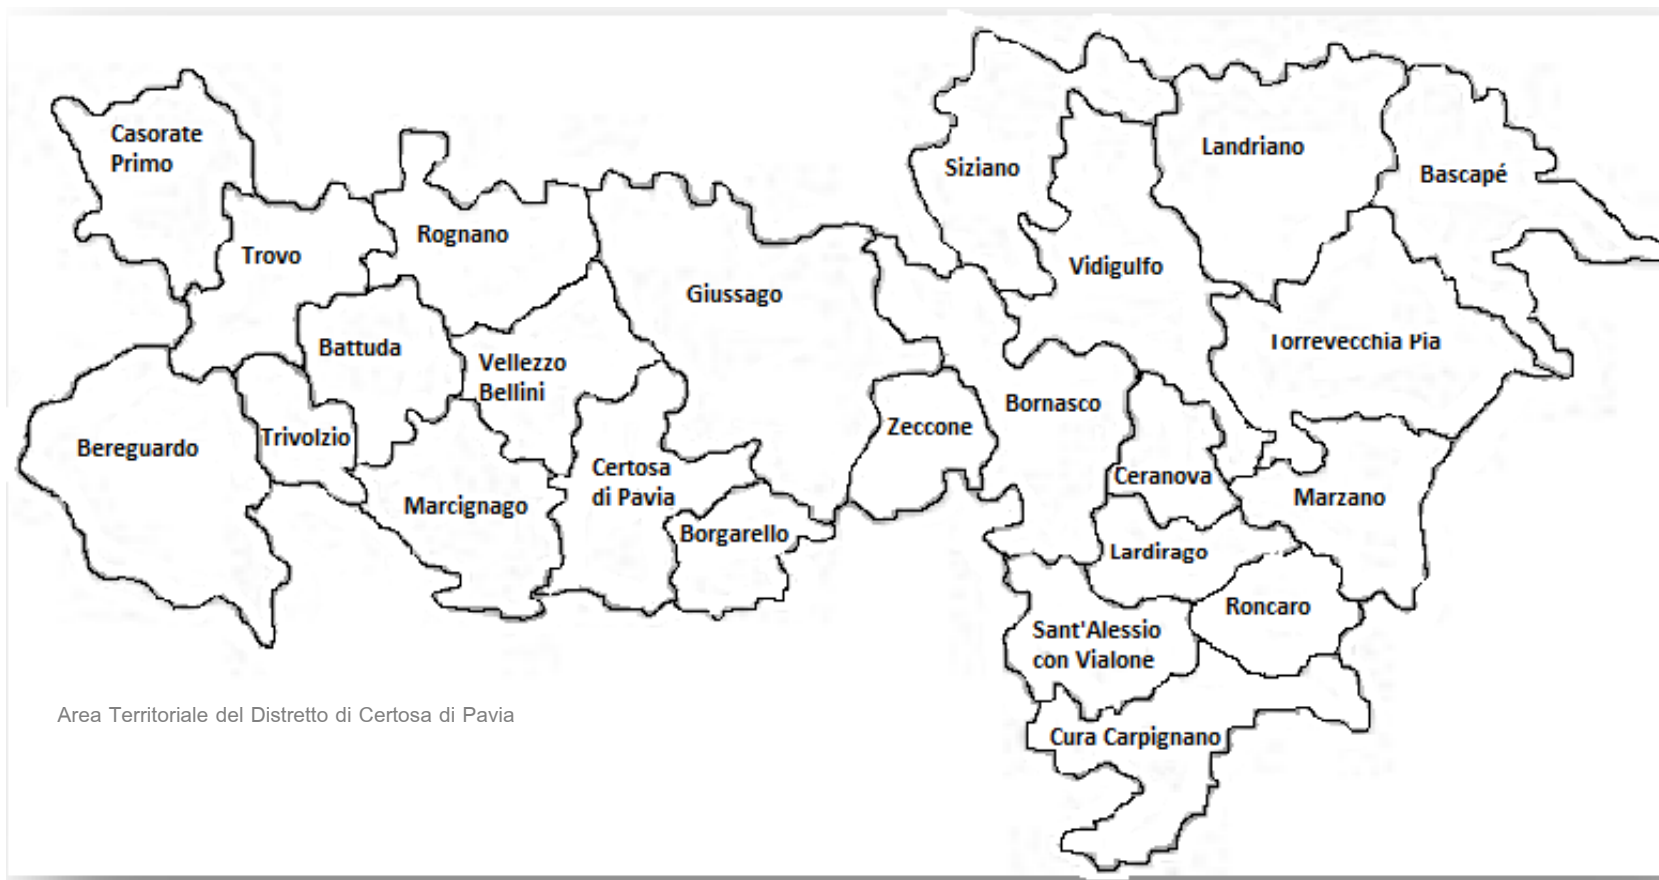 Casorate
Primo
Siziano
Landriano
Bascapé
Trovo
Rognano
Giussago
Vidigulfo
Battuda
Vellezzo
Bellini
Torrevecchia Pia
Bereguardo
Trivolzio
Zeccone
Bornasco
Certosa
di Pavia
Ceranova
Marcignago
Marzano
Borgarello
Lardirago
Roncaro
Sant'Alessio
con Vialone
Area Territoriale del Distretto di Certosa di Pavia
Cura Carpignano